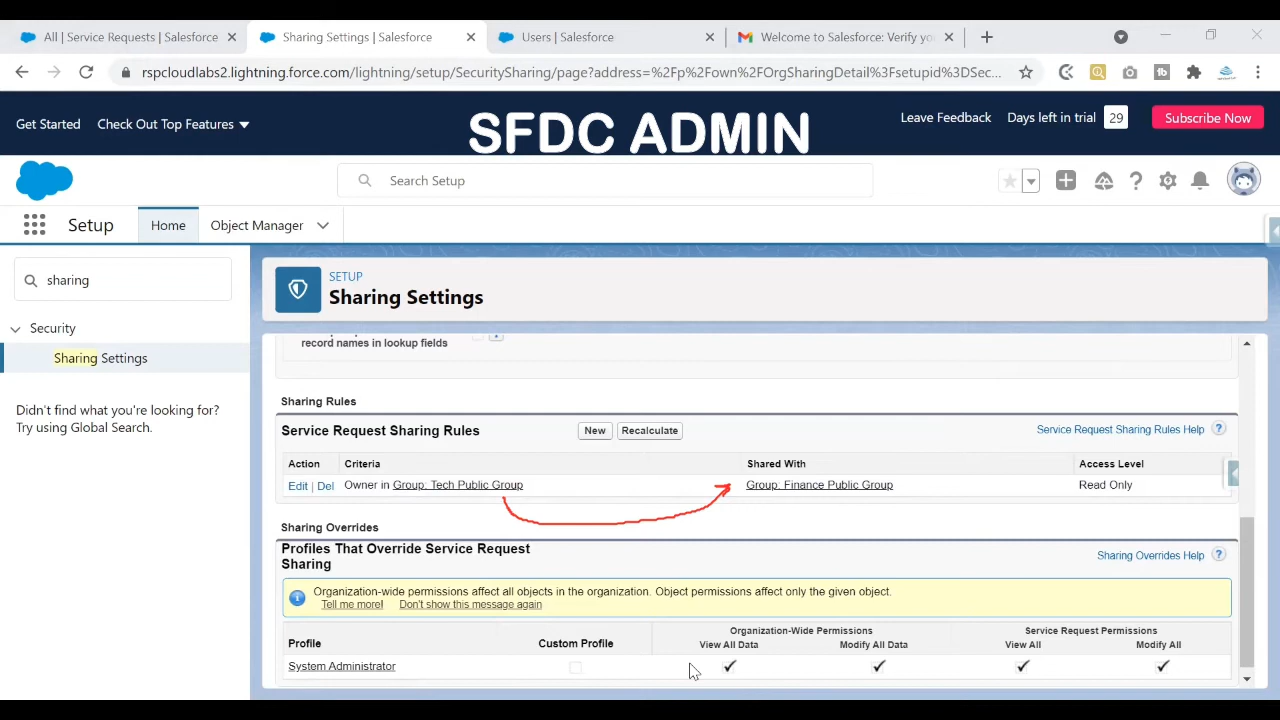 All | Service Requests | Salesforce
Sharing Settings | Salesforce
Users | Salesforce
Welcome to Salesforce: Verify yo
rspcloudlabs2.lightning.force.com/lightning/setup/SecuritySharing/page?address=%2Fp%2Fown%2FOrgSharingDetail%3Fsetupid%3DSec...
Get Started
Check Out Top Features
SFDC ADMIN
Leave Feedback
Days left in trial
29
Subscribe Now
Search Setup
Setup
Home
Object Manager
sharing
Security
Sharing Settings
Didn't find what you're looking for?
Try using Global Search.
SETUP
Sharing Settings
record names in lookup fields
Sharing Rules
Service Request Sharing Rules
New
Recalculate
Service Request Sharing Rules Help ?
Action Criteria Shared With Access Level
Edit | Del Owner in Group: Tech Public Group Group: Finance Public Group Read Only
Sharing Overrides
Profiles That Override Service Request
Sharing
Sharing Overrides Help ?
Organization-wide permissions affect all objects in the organization. Object permissions affect only the given object.
Tell me more! Don't show this message again
Organization-Wide Permissions Service Request Permissions
Profile Custom Profile View All Data Modify All Data View All Modify All
System Administrator